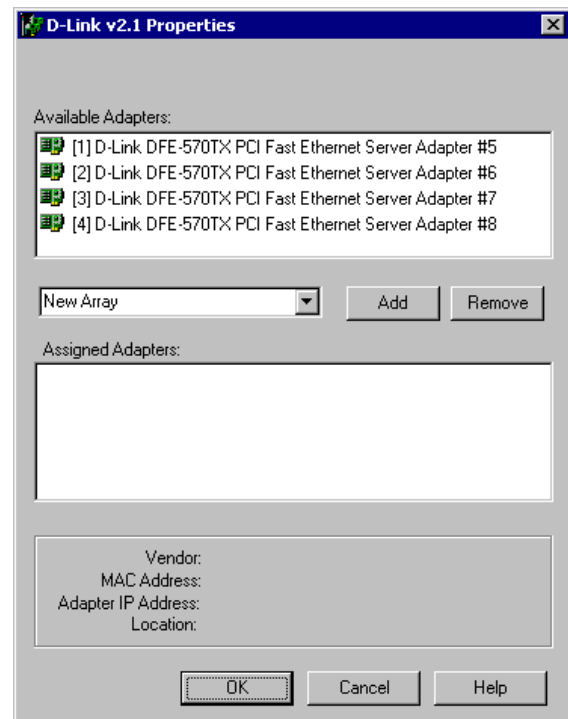 D-Link v2.1 Properties
Available Adapters:
[1] D-Link DFE-570TX PCI Fast Ethernet Server Adapter #5
[2] D-Link DFE-570TX PCI Fast Ethernet Server Adapter #6
[3] D-Link DFE-570TX PCI Fast Ethernet Server Adapter #7
[4] D-Link DFE-570TX PCI Fast Ethernet Server Adapter #8
New Array Add Remove
Assigned Adapters:
Vendor:
MAC Address:
Adapter IP Address:
Location:
OK Cancel Help